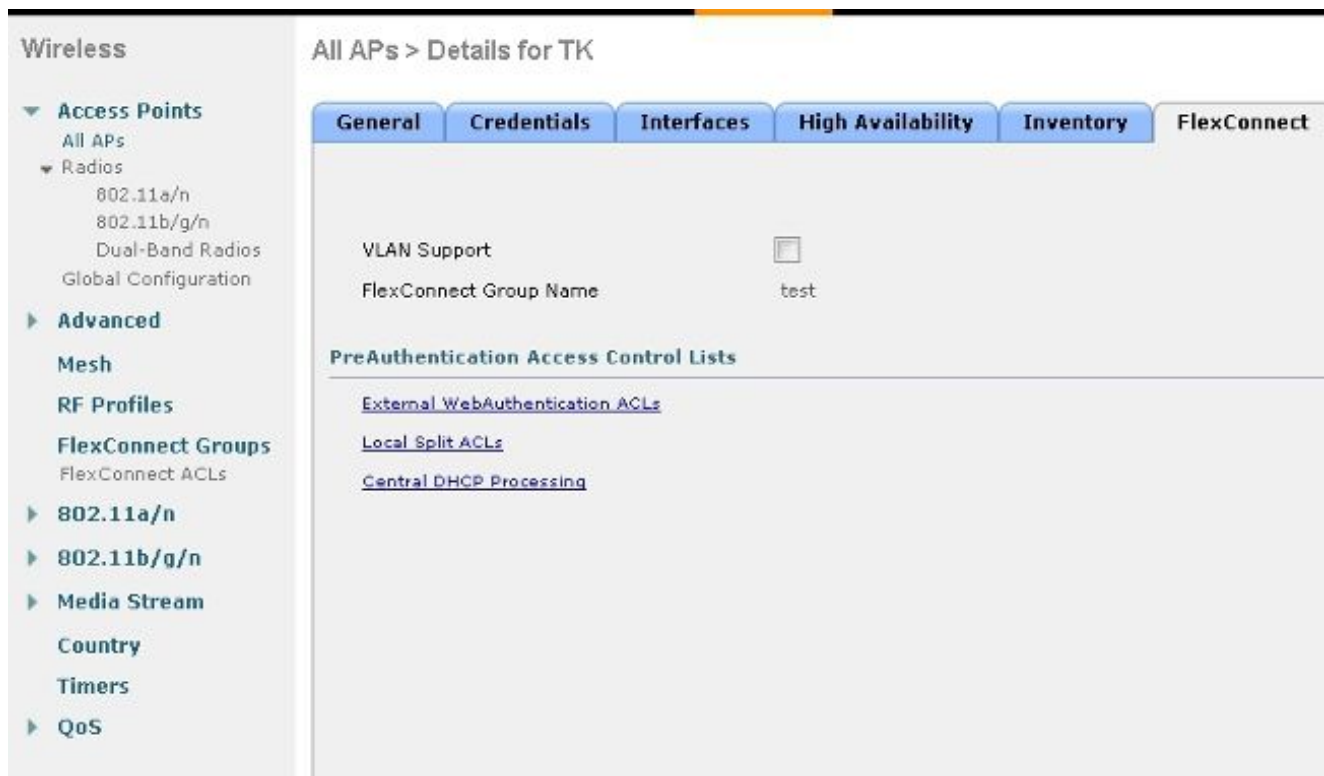 Wireless
Access Points
All APs
Radios
802.11a/n
802.11b/g/n
Dual-Band Radios
Global Configuration
Advanced
Mesh
RF Profiles
FlexConnect Groups
FlexConnect ACLs
802.11a/n
802.11b/g/n
Media Stream
Country
Timers
QoS
All APs > Details for TK
General
Credentials
Interfaces
High Availability
Inventory
FlexConnect
VLAN Support
FlexConnect Group Name test
PreAuthentication Access Control Lists
External WebAuthentication ACLs
Local Split ACLs
Central DHCP Processing